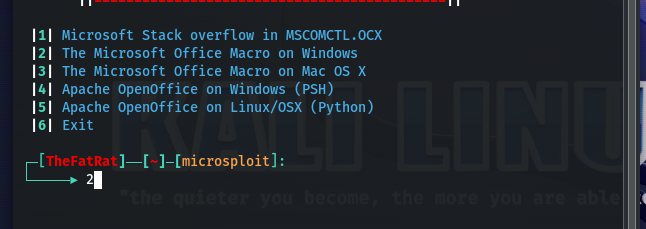 |1| Microsoft Stack overflow in MSCOMCTL.OCX
|2| The Microsoft Office Macro on Windows
|3| The Microsoft Office Macro on Mac OS X
|4| Apache OpenOffice on Windows (PSH)
|5| Apache OpenOffice on Linux/OSX (Python)
|6| Exit
KALI LINU
[TheFatRat]—[~]—[microsploit]:
2
"the quieter you become, the more you are able